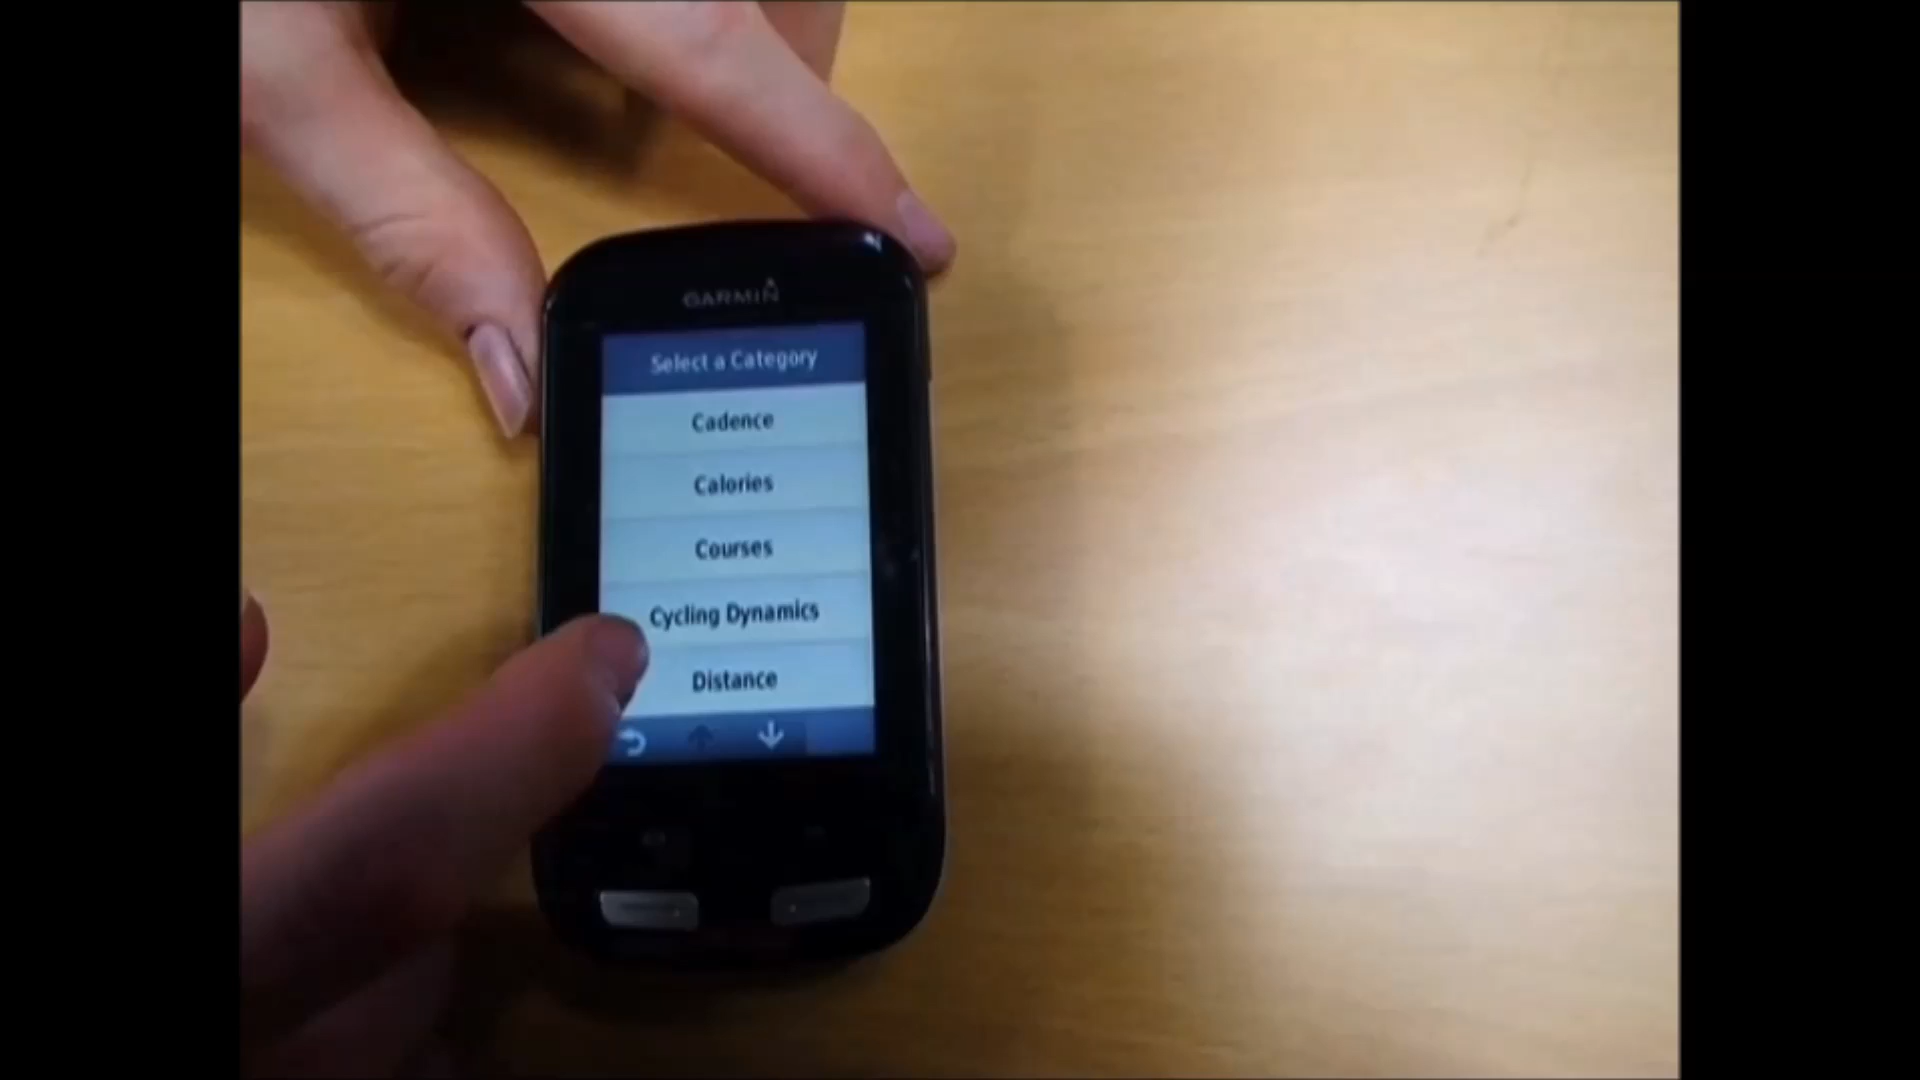 GARMIN
Select a Category
Cadence
Calories
Courses
Cycling Dynamics
Distance